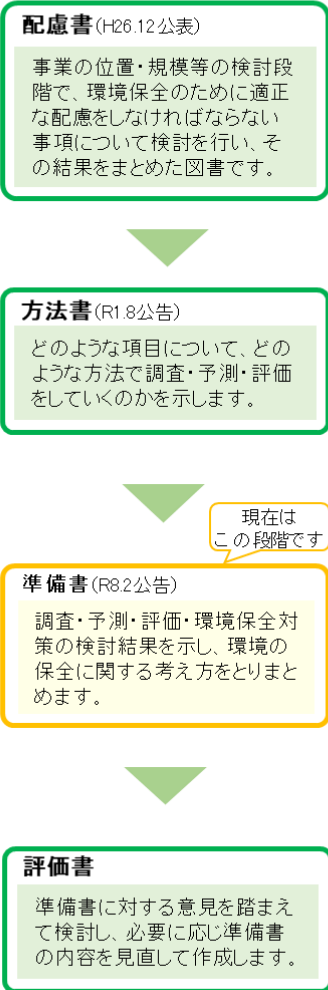 配慮書(H26.12公表)
事業の位置・規模等の検討段
階で、環境保全のために適正
な配慮をしなければならない
事項について検討を行い、そ
の結果をまとめた図書です。
方法書(R1.8公告)
どのような項目について、どの
ような方法で調査・予測・評価
をしていくのかを示します。
現在は
この段階です
準備書(R8.2公告)
調査・予測・評価・環境保全対
策の検討結果を示し、環境の
保全に関する考え方をとりまと
めます。
評価書
準備書に対する意見を踏まえ
て検討し、必要に応じ準備書
の内容を見直して作成します。